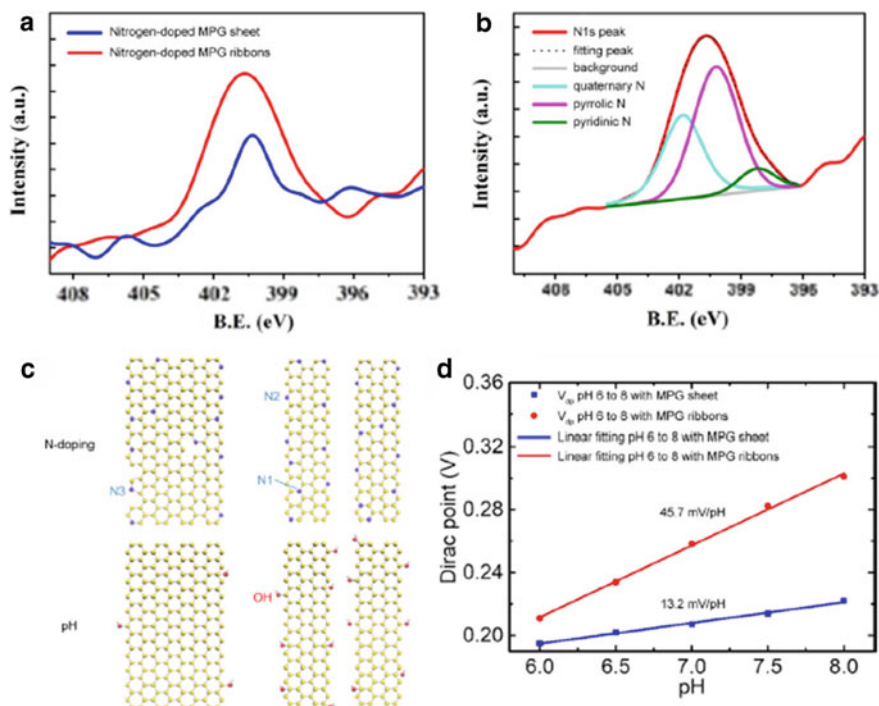 a
Nitrogen-doped MPG sheet
Nitrogen-doped MPG ribbons
Intensity (a.u.)
408 405 402 399 396 393
B.E. (eV)
b
N1s peak
fitting peak
background
quaternary N
pyrrolic N
pyridinic N
Intensity (a.u.)
408 405 402 399 396 393
B.E. (eV)
c
N-doping
N2
N1
N3
OH
pH
d
0.36
0.32
0.28
0.24
0.20
Dirac point (V)
V_dp pH 6 to 8 with MPG sheet
V_dp pH 6 to 8 with MPG ribbons
Linear fitting pH 6 to 8 with MPG sheet
Linear fitting pH 6 to 8 with MPG ribbons
45.7 mV/pH
13.2 mV/pH
6.0 6.5 7.0 7.5 8.0
pH